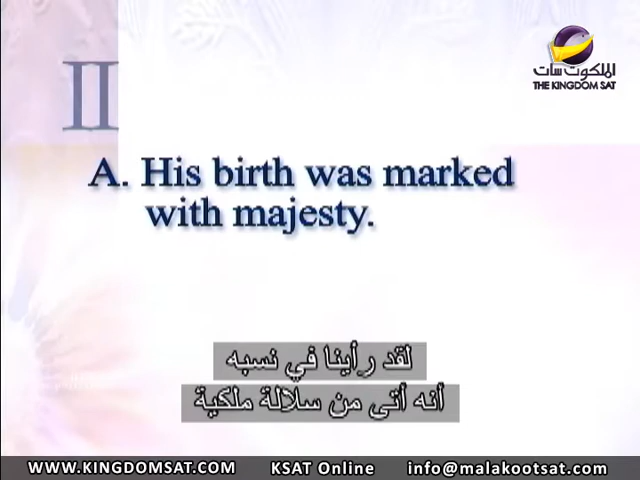 الملكوت سات
THE KINGDOM SAT
II
A. His birth was marked
with majesty.
لقد رأينا في نسبه
أنه أتى من سلالة ملكية
WWW.KINGDOMSAT.COM KSAT Online info@malakootsat.com